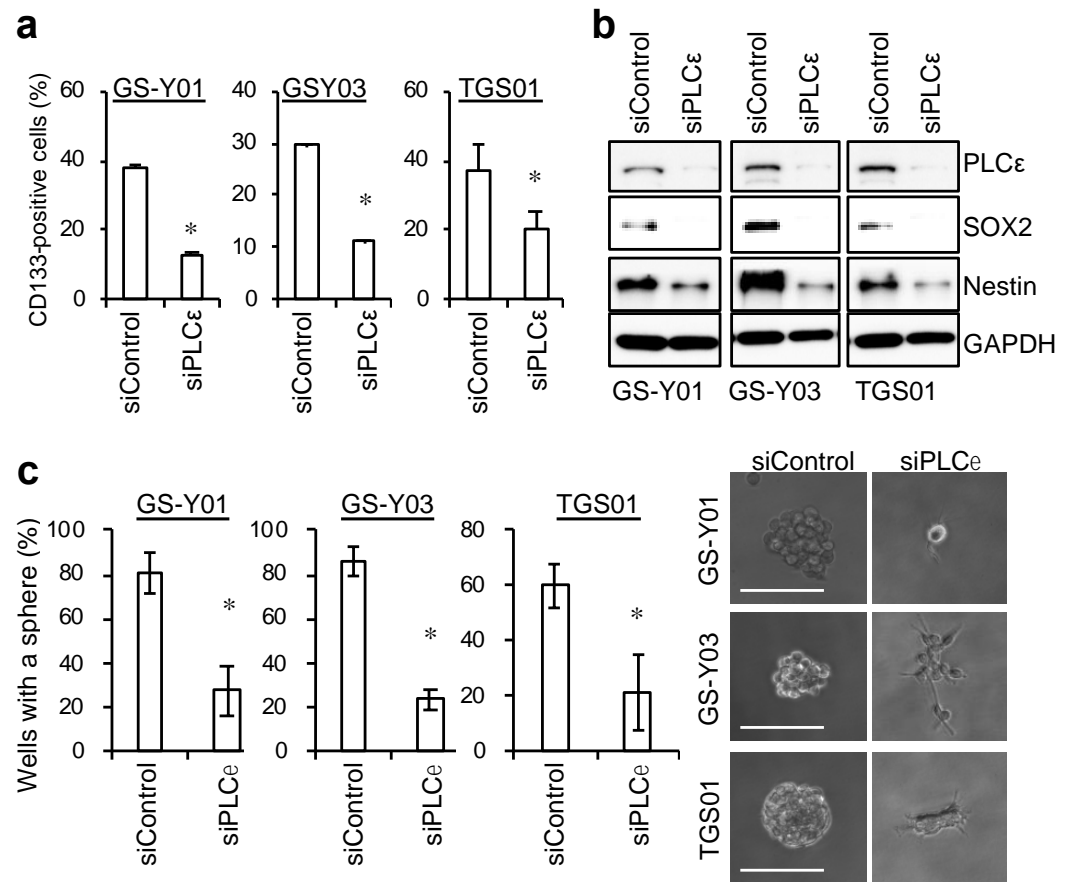 a
CD133-positive cells (%)
GS-Y01
60
40
20
0
*
siControl
siPLCε
GSY03
40
30
20
10
0
*
siControl
siPLCε
TGS01
60
40
20
0
*
siControl
siPLCε
b
siControl
siPLCε
siControl
siPLCε
siControl
siPLCε
PLCε
SOX2
Nestin
GAPDH
GS-Y01
GS-Y03
TGS01
c
Wells with a sphere (%)
GS-Y01
100
80
60
40
20
0
*
siControl
siPLCe
GS-Y03
100
80
60
40
20
0
*
siControl
siPLCe
TGS01
80
60
40
20
0
*
siControl
siPLCe
siControl
siPLCe
GS-Y01
GS-Y03
TGS01